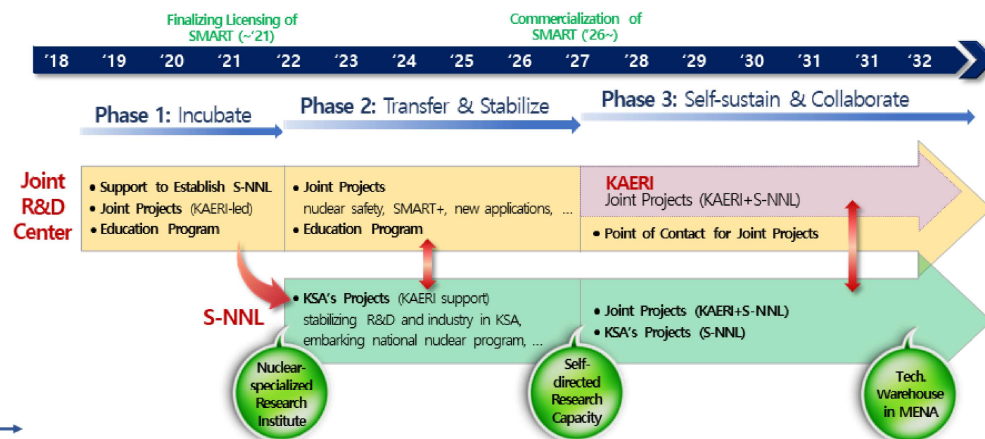 Finalizing Licensing of
SMART (~'21)
Commercialization of
SMART ('26~)
'18 '19 '20 '21 '22 '23 '24 '25 '26 '27 '28 '29 '30 '31 '31 '32
Phase 1: Incubate
Phase 2: Transfer & Stabilize
Phase 3: Self-sustain & Collaborate
Joint
R&D
Center
• Support to Establish S-NNL
• Joint Projects (KAERI-led)
• Education Program
• Joint Projects
nuclear safety, SMART+, new applications, ...
• Education Program
KAERI
Joint Projects (KAERI+S-NNL)
• Point of Contact for Joint Projects
S-NNL
• KSA's Projects (KAERI support)
stabilizing R&D and industry in KSA,
embarking national nuclear program, ...
• Joint Projects (KAERI+S-NNL)
• KSA's Projects (S-NNL)
Nuclear-
specialized
Research
Institute
Self-
directed
Research
Capacity
Tech.
Warehouse
in MENA